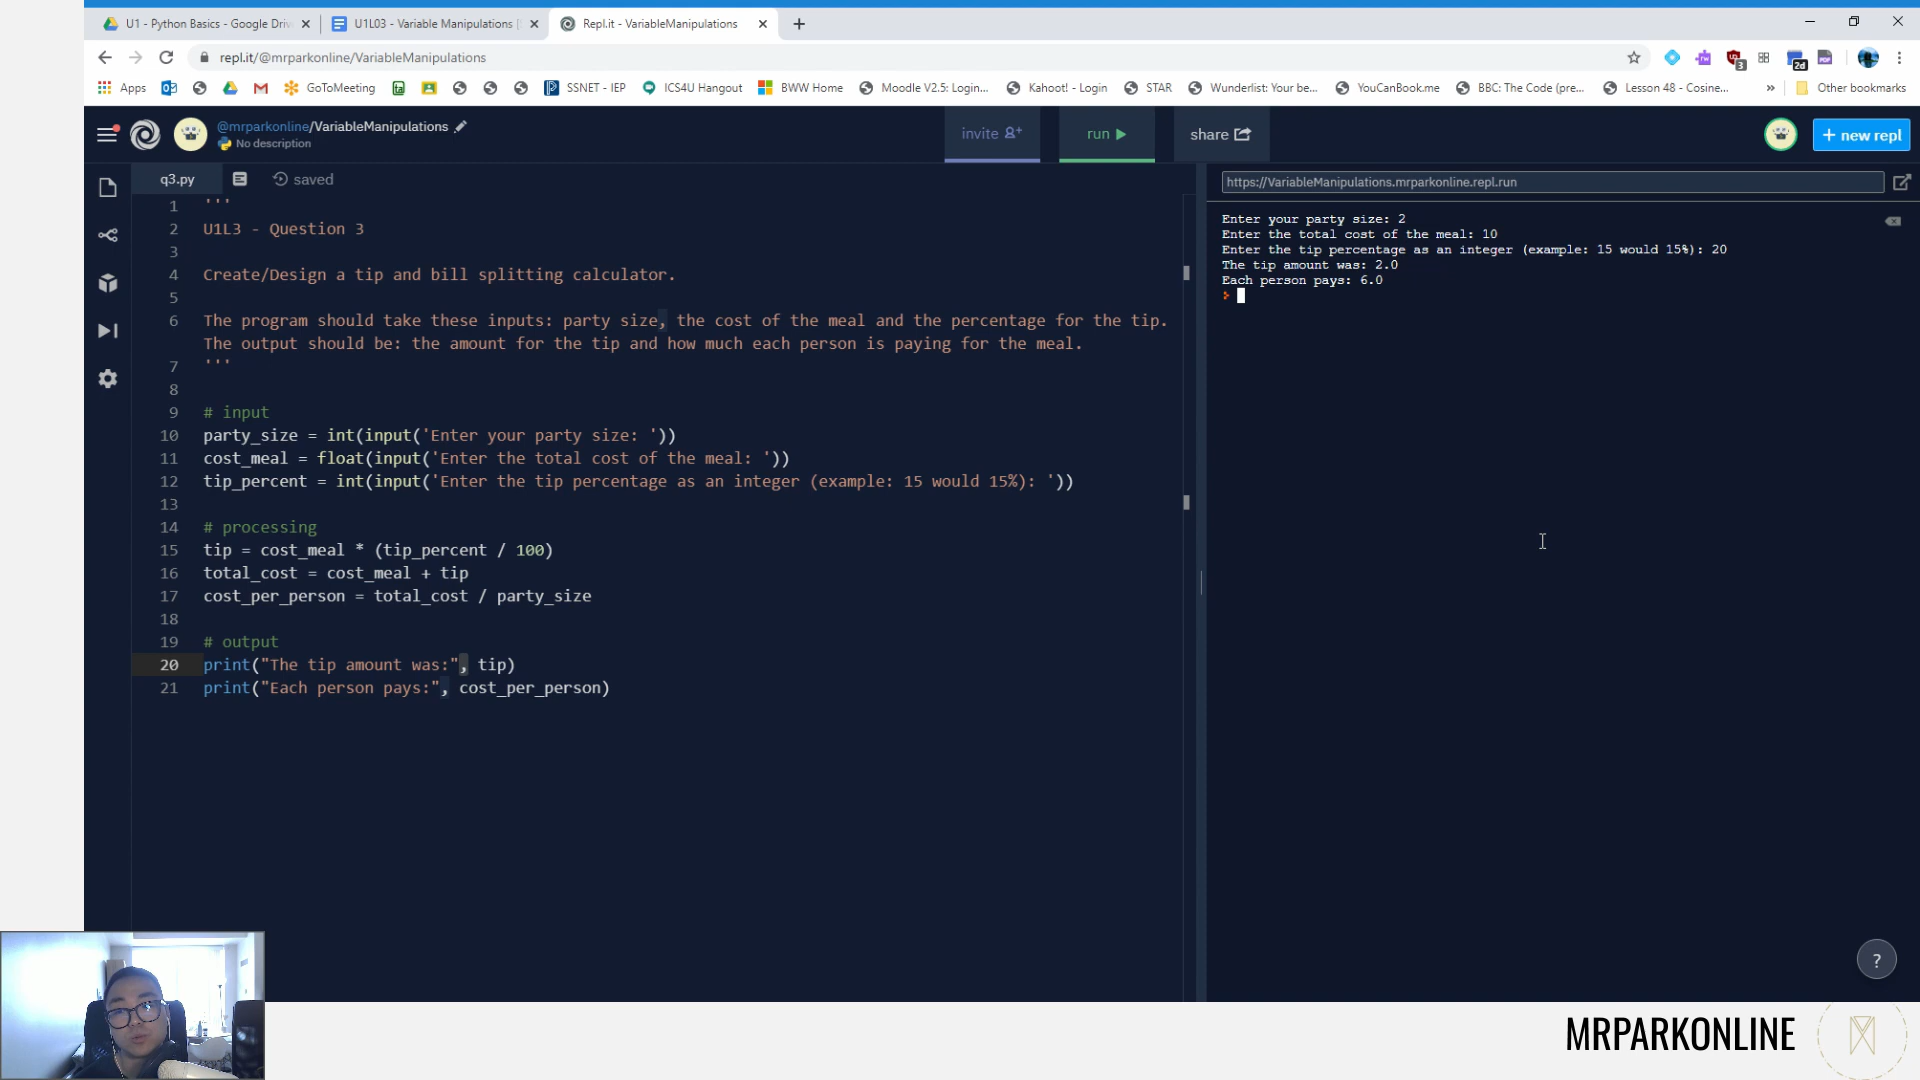 U1 - Python Basics - Google Driv
U1L03 - Variable Manipulations [
Repl.it - VariableManipulations
repl.it/@mrparkonline/VariableManipulations
3
2d
Apps
GoToMeeting
SSNET - IEP
ICS4U Hangout
BWW Home
Moodle V2.5: Login...
Kahoot! - Login
STAR
Wunderlist: Your be...
YouCanBook.me
BBC: The Code (pre...
Lesson 48 - Cosine...
»
Other bookmarks
@mrparkonline/VariableManipulations
No description
invite
run
share
+ new repl
q3.py
saved
https://VariableManipulations.mrparkonline.repl.run
1 '''
2 U1L3 - Question 3
3
4 Create/Design a tip and bill splitting calculator.
5
6 The program should take these inputs: party size, the cost of the meal and the percentage for the tip.
The output should be: the amount for the tip and how much each person is paying for the meal.
7 '''
8
9 # input
10 party_size = int(input('Enter your party size: '))
11 cost_meal = float(input('Enter the total cost of the meal: '))
12 tip_percent = int(input('Enter the tip percentage as an integer (example: 15 would 15%): '))
13
14 # processing
15 tip = cost_meal * (tip_percent / 100)
16 total_cost = cost_meal + tip
17 cost_per_person = total_cost / party_size
18
19 # output
20 print("The tip amount was:", tip)
21 print("Each person pays:", cost_per_person)
Enter your party size: 2
Enter the total cost of the meal: 10
Enter the tip percentage as an integer (example: 15 would 15%): 20
The tip amount was: 2.0
Each person pays: 6.0
?
MRPARKONLINE